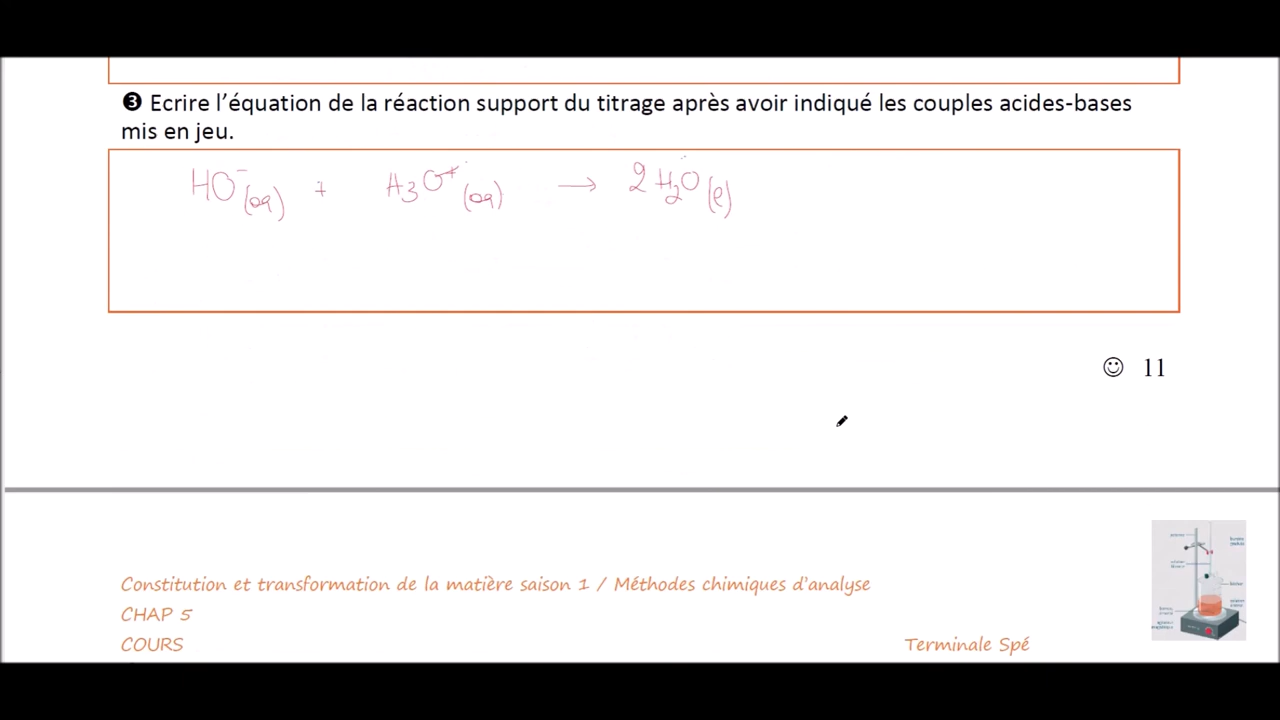 ❸ Ecrire l’équation de la réaction support du titrage après avoir indiqué les couples acides-bases
mis en jeu.
HO⁻(aq) + H₃O⁺(aq) → 2 H₂O(l)
☺ 11
Constitution et transformation de la matière saison 1 / Méthodes chimiques d’analyse
CHAP 5
COURS
Terminale Spé